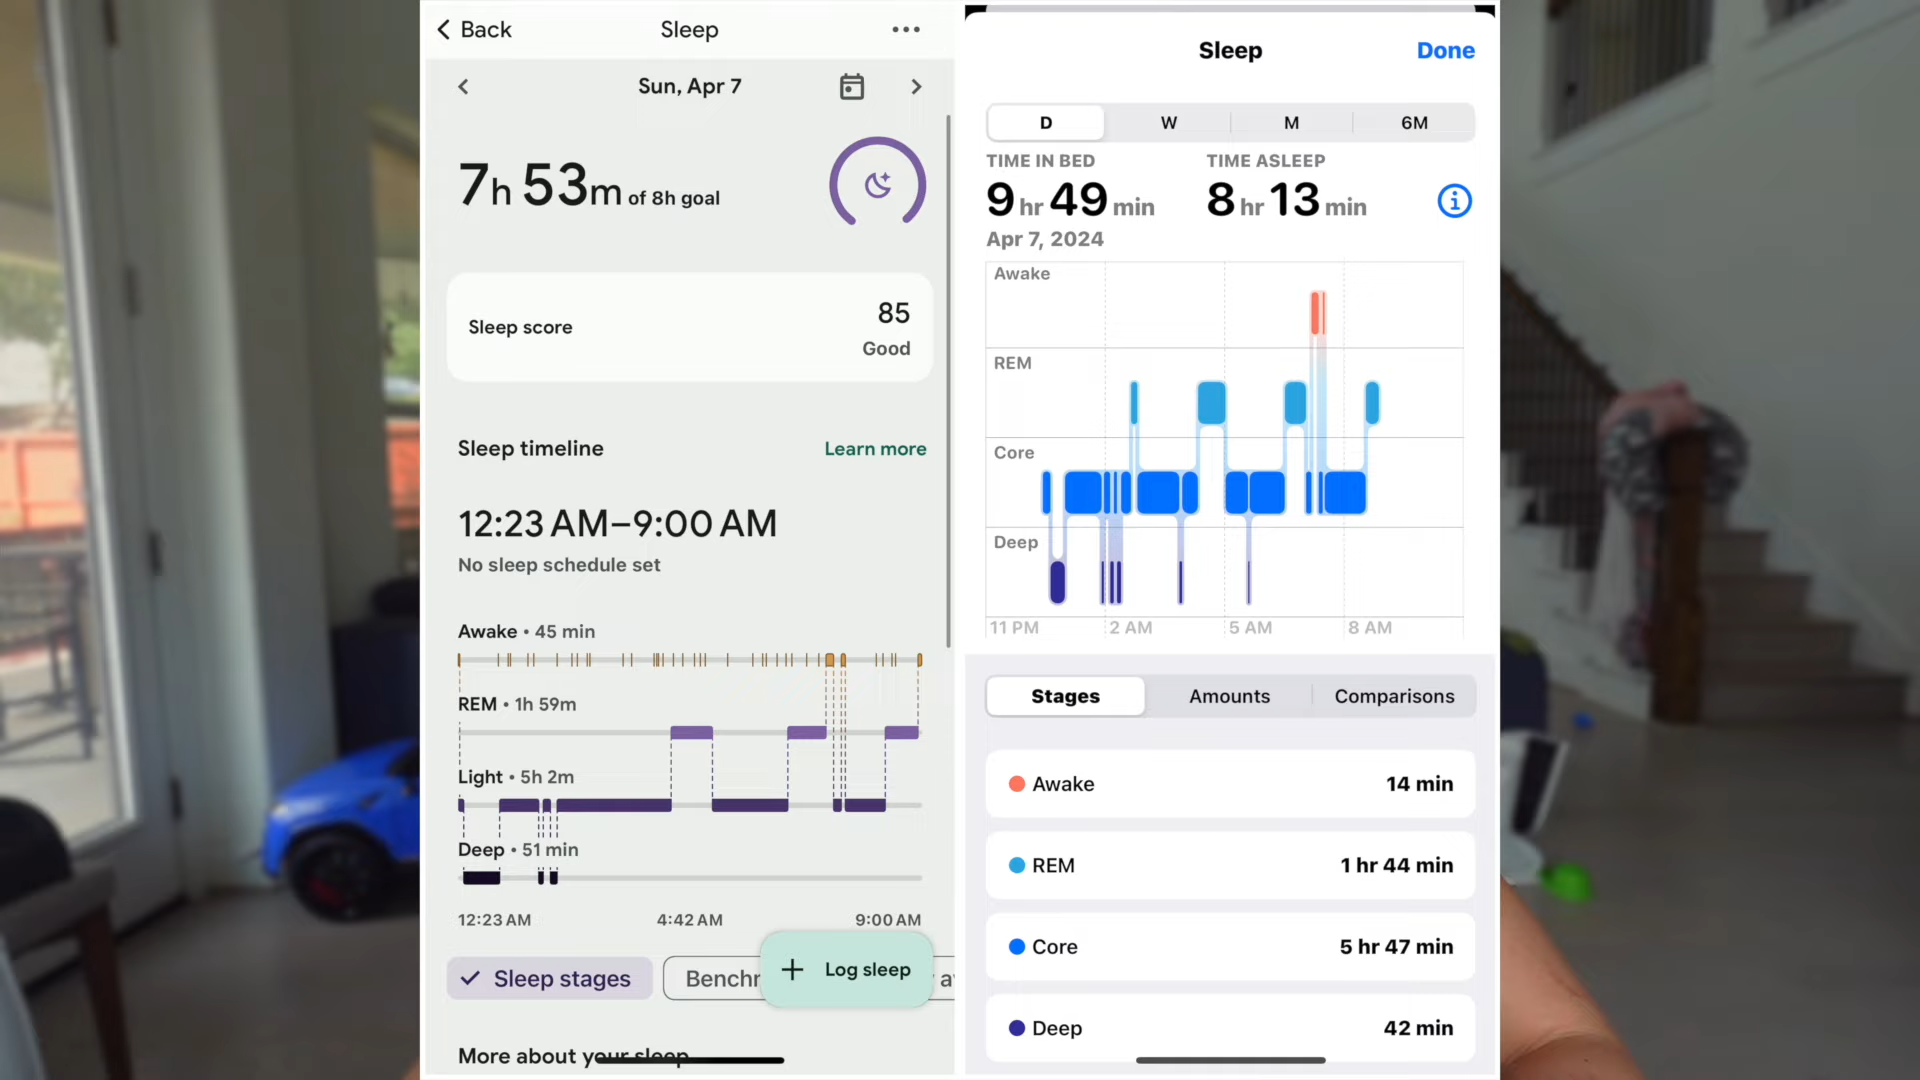 Back
Sleep
Sun, Apr 7
7h 53m of 8h goal
Sleep score
85
Good
Sleep timeline
Learn more
12:23 AM–9:00 AM
No sleep schedule set
Awake • 45 min
REM • 1h 59m
Light • 5h 2m
Deep • 51 min
12:23 AM
4:42 AM
9:00 AM
Sleep stages
Log sleep
More about your sleep
Sleep
Done
D
W
M
6M
TIME IN BED
TIME ASLEEP
9 hr 49 min
8 hr 13 min
Apr 7, 2024
Awake
REM
Core
Deep
11 PM
2 AM
5 AM
8 AM
Stages
Amounts
Comparisons
Awake
14 min
REM
1 hr 44 min
Core
5 hr 47 min
Deep
42 min